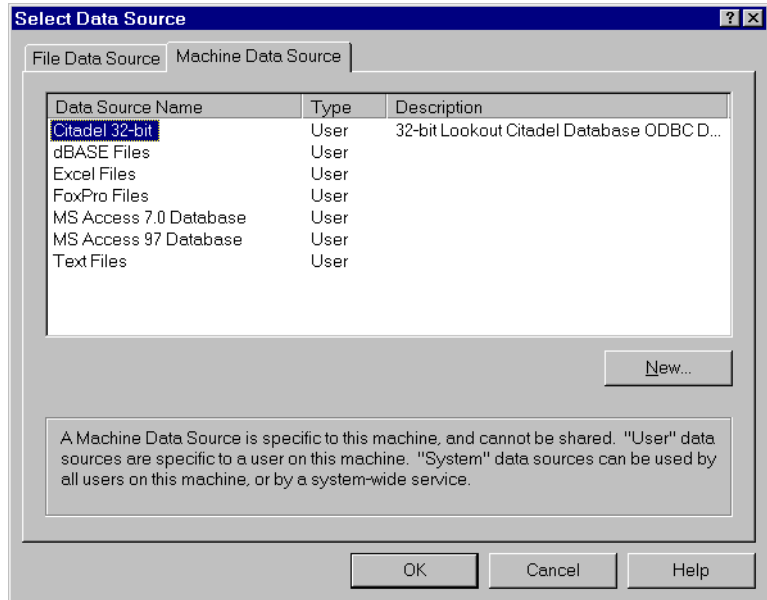 Select Data Source
File Data Source Machine Data Source
Data Source Name Type Description
Citadel 32-bit User 32-bit Lookout Citadel Database ODBC D...
dBASE Files User
Excel Files User
FoxPro Files User
MS Access 7.0 Database User
MS Access 97 Database User
Text Files User
New...
A Machine Data Source is specific to this machine, and cannot be shared. "User" data
sources are specific to a user on this machine. "System" data sources can be used by
all users on this machine, or by a system-wide service.
OK Cancel Help